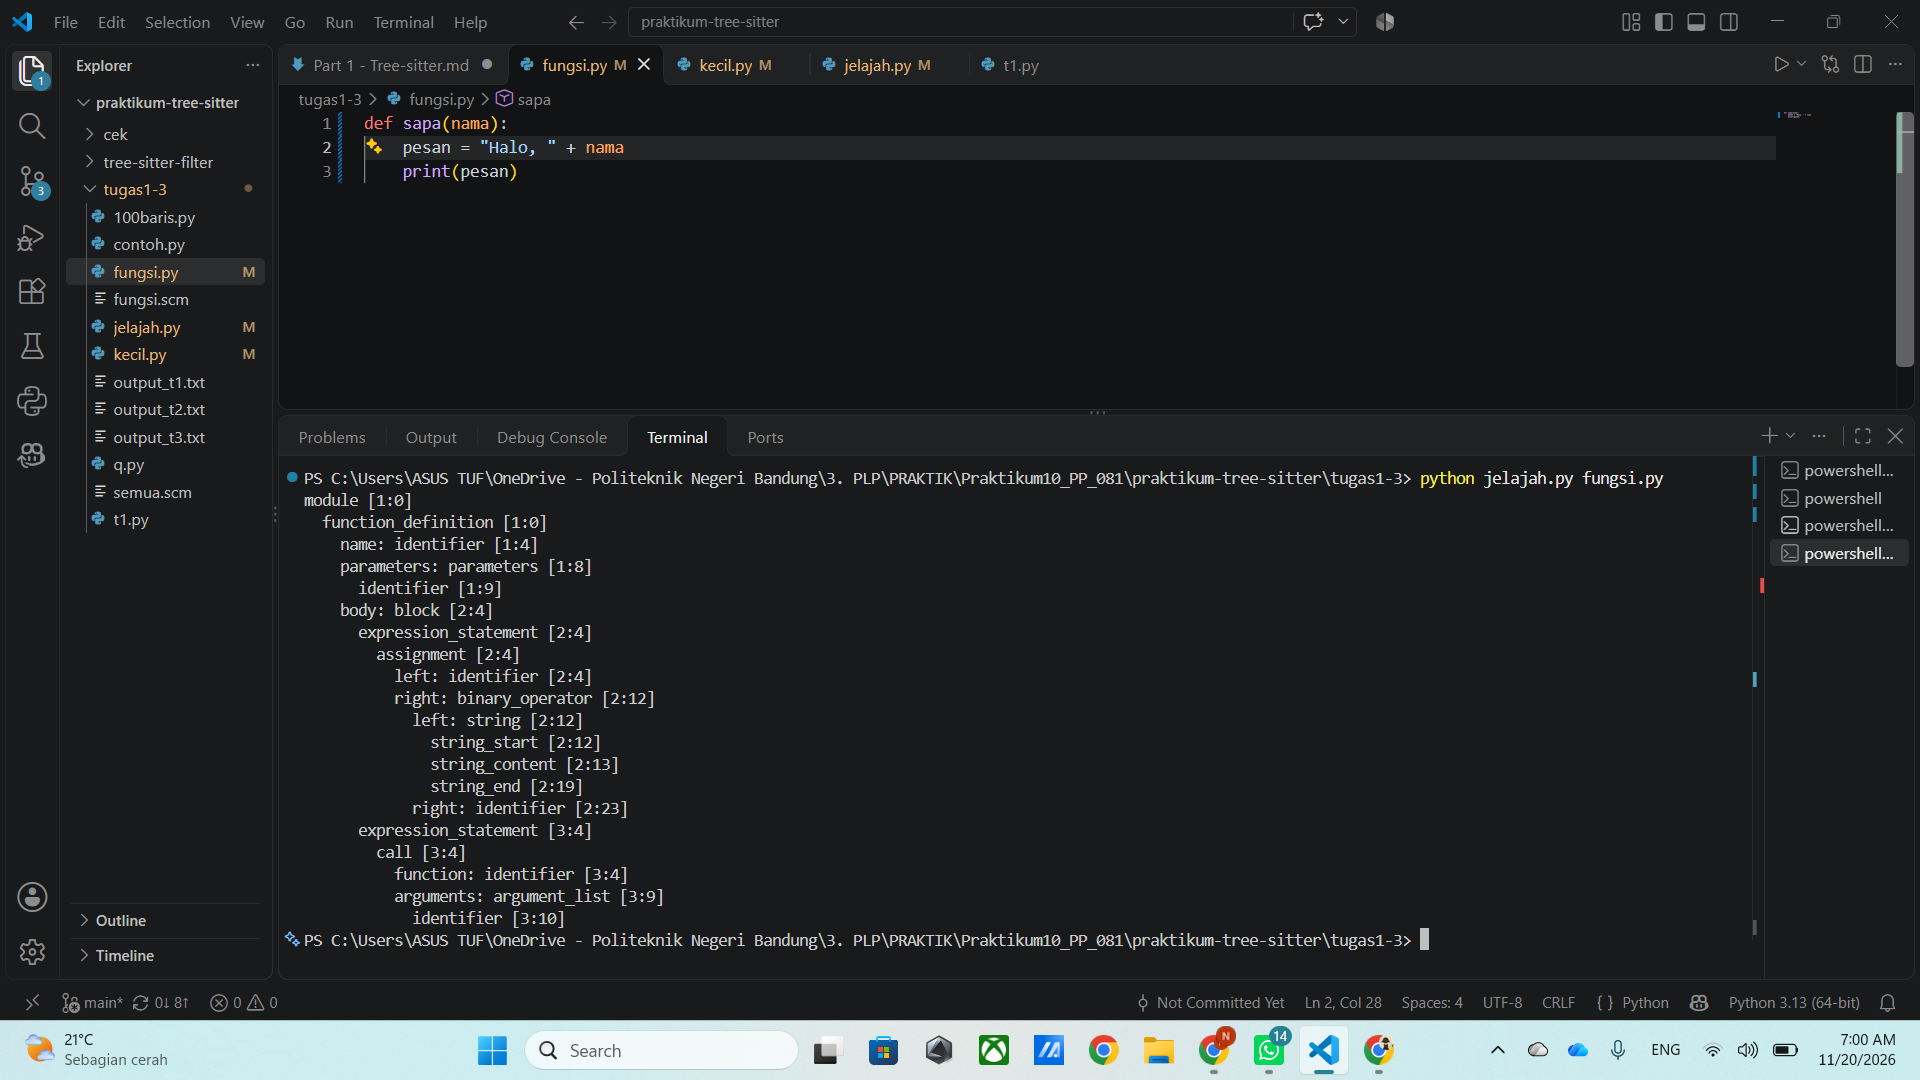 File Edit Selection View Go Run Terminal Help
praktikum-tree-sitter
Explorer
praktikum-tree-sitter
cek
tree-sitter-filter
tugas1-3
100baris.py
contoh.py
fungsi.py M
fungsi.scm
jelajah.py M
kecil.py M
output_t1.txt
output_t2.txt
output_t3.txt
q.py
semua.scm
t1.py
Outline
Timeline
1
3
Part 1 - Tree-sitter.md
fungsi.py M
kecil.py M
jelajah.py M
t1.py
tugas1-3 > fungsi.py > sapa
1 def sapa(nama):
2 pesan = "Halo, " + nama
3 print(pesan)
Problems Output Debug Console Terminal Ports
PS C:\Users\ASUS TUF\OneDrive - Politeknik Negeri Bandung\3. PLP\PRAKTIK\Praktikum10_PP_081\praktikum-tree-sitter\tugas1-3> python jelajah.py fungsi.py
module [1:0]
function_definition [1:0]
name: identifier [1:4]
parameters: parameters [1:8]
identifier [1:9]
body: block [2:4]
expression_statement [2:4]
assignment [2:4]
left: identifier [2:4]
right: binary_operator [2:12]
left: string [2:12]
string_start [2:12]
string_content [2:13]
string_end [2:19]
right: identifier [2:23]
expression_statement [3:4]
call [3:4]
function: identifier [3:4]
arguments: argument_list [3:9]
identifier [3:10]
PS C:\Users\ASUS TUF\OneDrive - Politeknik Negeri Bandung\3. PLP\PRAKTIK\Praktikum10_PP_081\praktikum-tree-sitter\tugas1-3>
powershell...
powershell
powershell...
powershell...
main* 0↓ 8↑ 0 0
Not Committed Yet Ln 2, Col 28 Spaces: 4 UTF-8 CRLF { } Python Python 3.13 (64-bit)
21°C
Sebagian cerah
Search
N
14
ENG
7:00 AM
11/20/2026